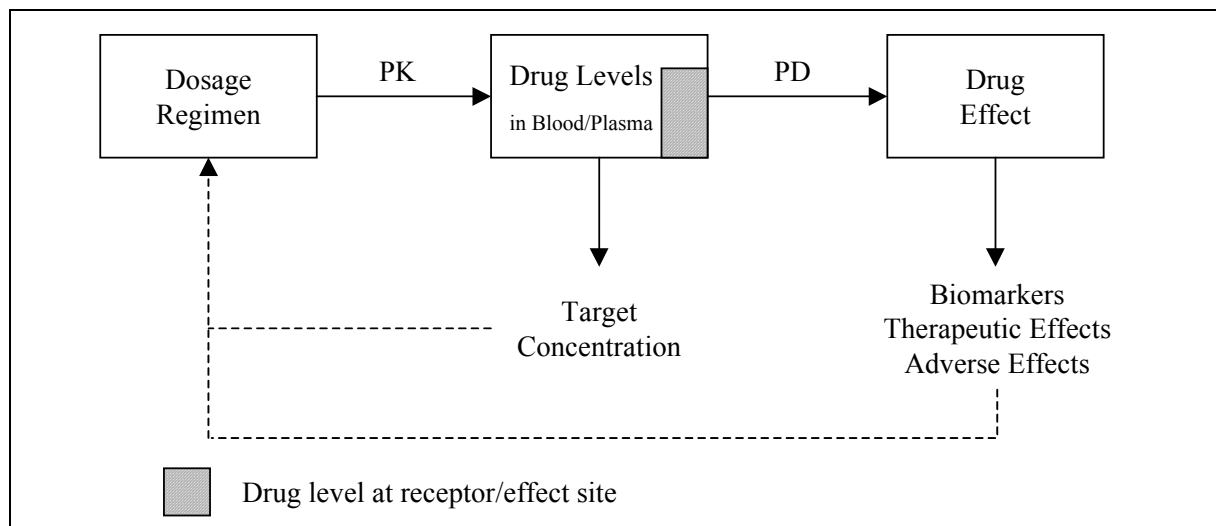 Dosage
Regimen
PK
Drug Levels
in Blood/Plasma
PD
Drug
Effect
Target
Concentration
Biomarkers
Therapeutic Effects
Adverse Effects
Drug level at receptor/effect site